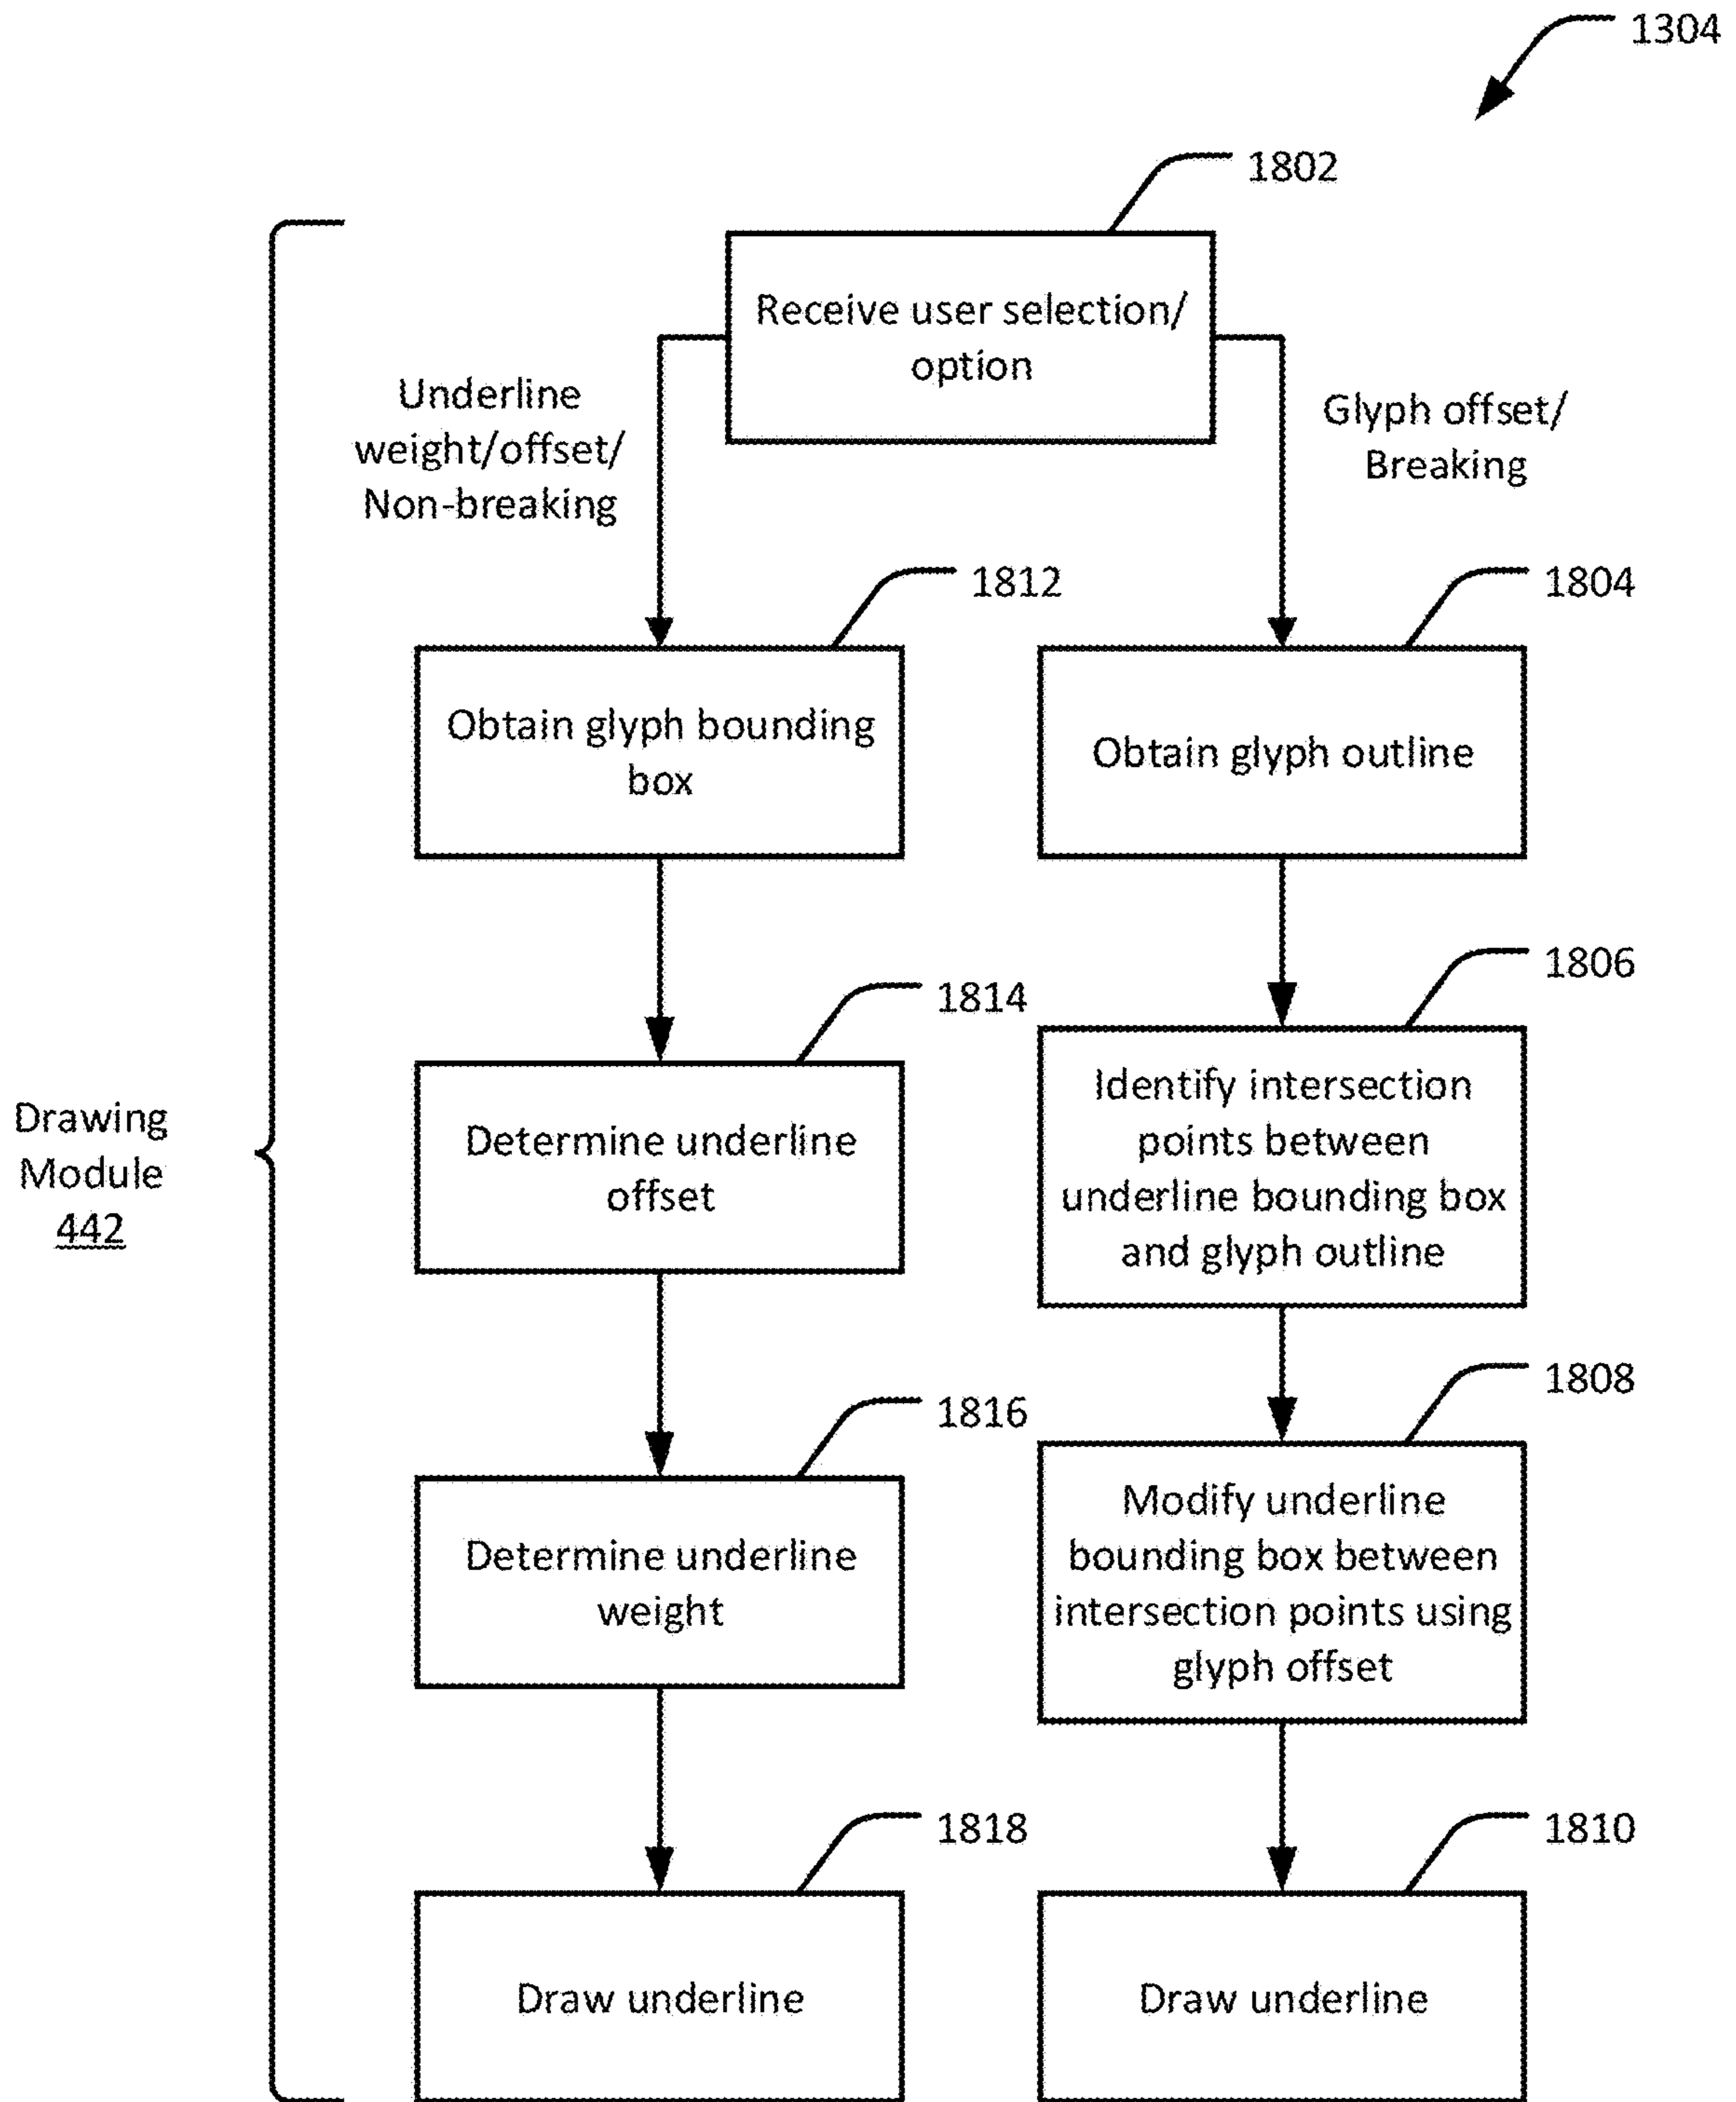 1304
1802
Receive user selection/
option
Underline
weight/offset/
Non-breaking
Glyph offset/
Breaking
1812
Obtain glyph bounding
box
1804
Obtain glyph outline
1814
Determine underline
offset
1806
Identify intersection
points between
underline bounding box
and glyph outline
Drawing
Module
442
1816
Determine underline
weight
1808
Modify underline
bounding box between
intersection points using
glyph offset
1818
Draw underline
1810
Draw underline